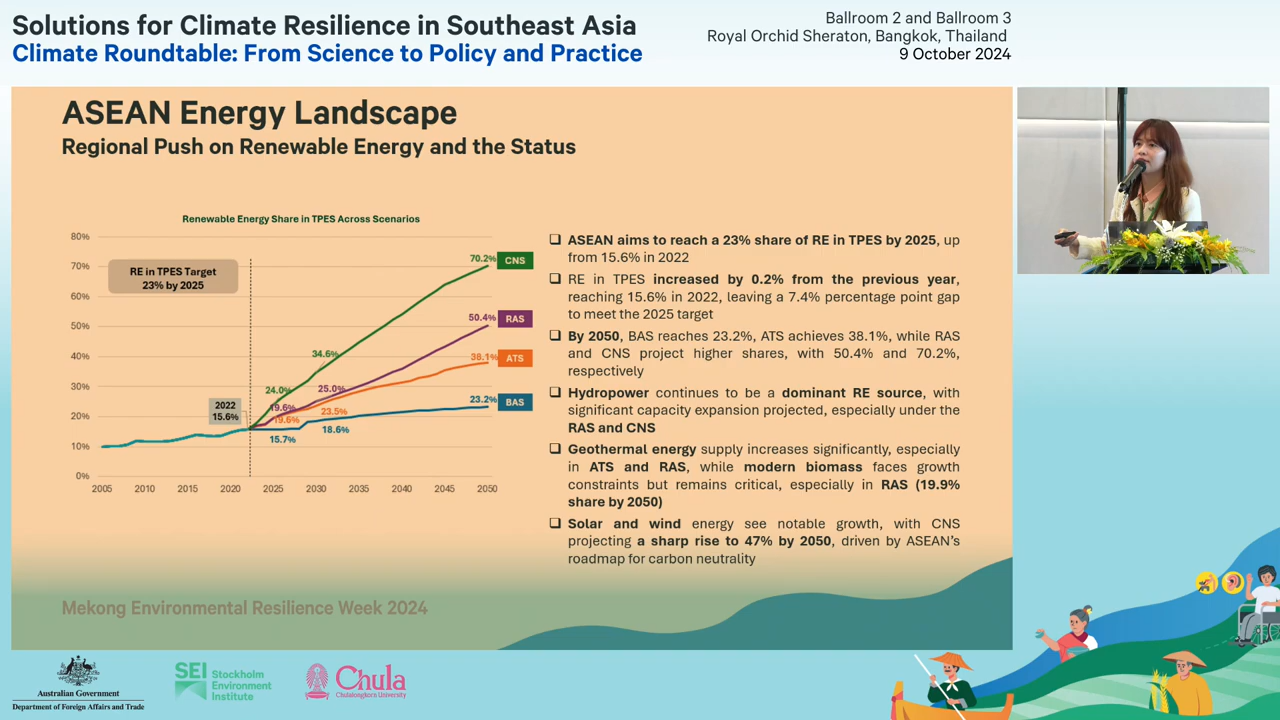 Solutions for Climate Resilience in Southeast Asia
Climate Roundtable: From Science to Policy and Practice
Ballroom 2 and Ballroom 3
Royal Orchid Sheraton, Bangkok, Thailand
9 October 2024
ASEAN Energy Landscape
Regional Push on Renewable Energy and the Status
Renewable Energy Share in TPES Across Scenarios
80%
70%
60%
50%
40%
30%
20%
10%
0%
RE in TPES Target
23% by 2025
2022
15.6%
70.2%
CNS
50.4%
RAS
38.1%
ATS
23.2%
BAS
34.6%
24.0%
25.0%
19.6%
19.6%
23.5%
15.7%
18.6%
2005 2010 2015 2020 2025 2030 2035 2040 2045 2050
❑ ASEAN aims to reach a 23% share of RE in TPES by 2025, up
from 15.6% in 2022
❑ RE in TPES increased by 0.2% from the previous year,
reaching 15.6% in 2022, leaving a 7.4% percentage point gap
to meet the 2025 target
❑ By 2050, BAS reaches 23.2%, ATS achieves 38.1%, while RAS
and CNS project higher shares, with 50.4% and 70.2%,
respectively
❑ Hydropower continues to be a dominant RE source, with
significant capacity expansion projected, especially under the
RAS and CNS
❑ Geothermal energy supply increases significantly, especially
in ATS and RAS, while modern biomass faces growth
constraints but remains critical, especially in RAS (19.9%
share by 2050)
❑ Solar and wind energy see notable growth, with CNS
projecting a sharp rise to 47% by 2050, driven by ASEAN’s
roadmap for carbon neutrality
Mekong Environmental Resilience Week 2024
Australian Government
Department of Foreign Affairs and Trade
SEI Stockholm
Environment
Institute
Chula
Chulalongkorn University